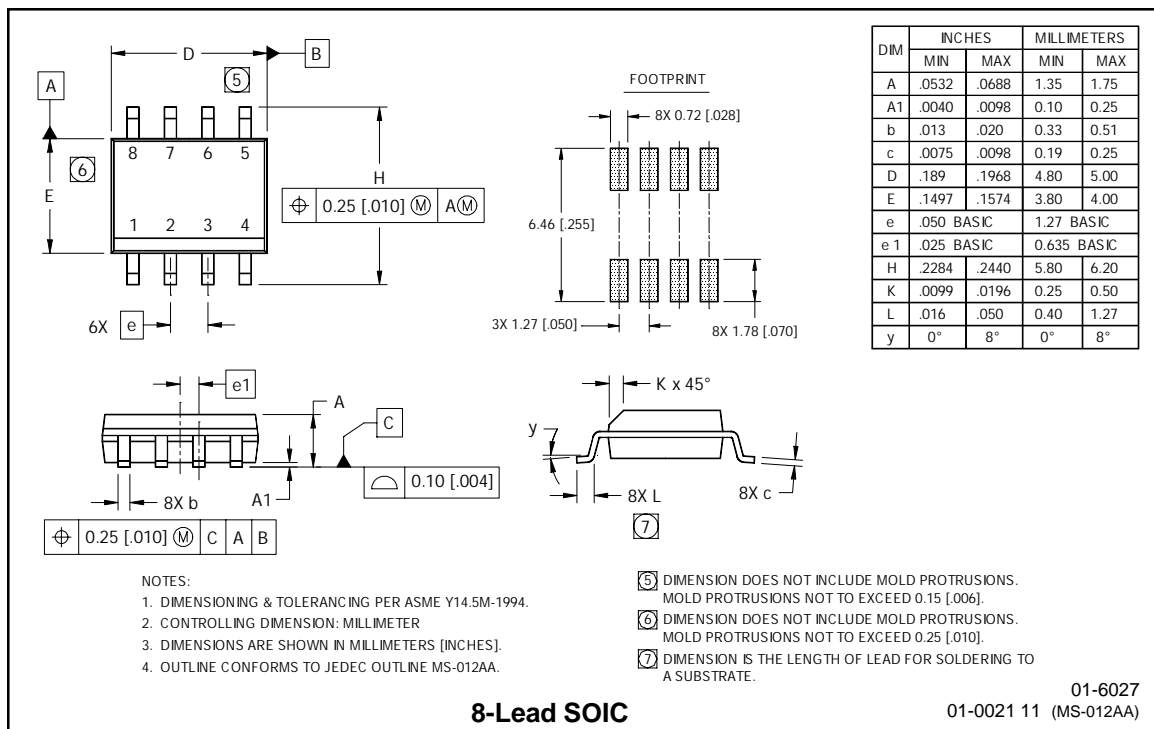 D
B
A
5
8 7 6 5
6
E
H
⌖ 0.25 [.010] Ⓜ AⓂ
1 2 3 4
6X e
FOOTPRINT
8X 0.72 [.028]
6.46 [.255]
3X 1.27 [.050]
8X 1.78 [.070]
DIM INCHES MILLIMETERS
MIN MAX MIN MAX
A .0532 .0688 1.35 1.75
A1 .0040 .0098 0.10 0.25
b .013 .020 0.33 0.51
c .0075 .0098 0.19 0.25
D .189 .1968 4.80 5.00
E .1497 .1574 3.80 4.00
e .050 BASIC 1.27 BASIC
e 1 .025 BASIC 0.635 BASIC
H .2284 .2440 5.80 6.20
K .0099 .0196 0.25 0.50
L .016 .050 0.40 1.27
y 0° 8° 0° 8°
e1
A
C
0.10 [.004]
A1
8X b
⌖ 0.25 [.010] Ⓜ C A B
K x 45°
y
8X L
7
8X c
NOTES:
1. DIMENSIONING & TOLERANCING PER ASME Y14.5M-1994.
2. CONTROLLING DIMENSION: MILLIMETER
3. DIMENSIONS ARE SHOWN IN MILLIMETERS [INCHES].
4. OUTLINE CONFORMS TO JEDEC OUTLINE MS-012AA.
5 DIMENSION DOES NOT INCLUDE MOLD PROTRUSIONS.
MOLD PROTRUSIONS NOT TO EXCEED 0.15 [.006].
6 DIMENSION DOES NOT INCLUDE MOLD PROTRUSIONS.
MOLD PROTRUSIONS NOT TO EXCEED 0.25 [.010].
7 DIMENSION IS THE LENGTH OF LEAD FOR SOLDERING TO
A SUBSTRATE.
8-Lead SOIC
01-6027
01-0021 11 (MS-012AA)